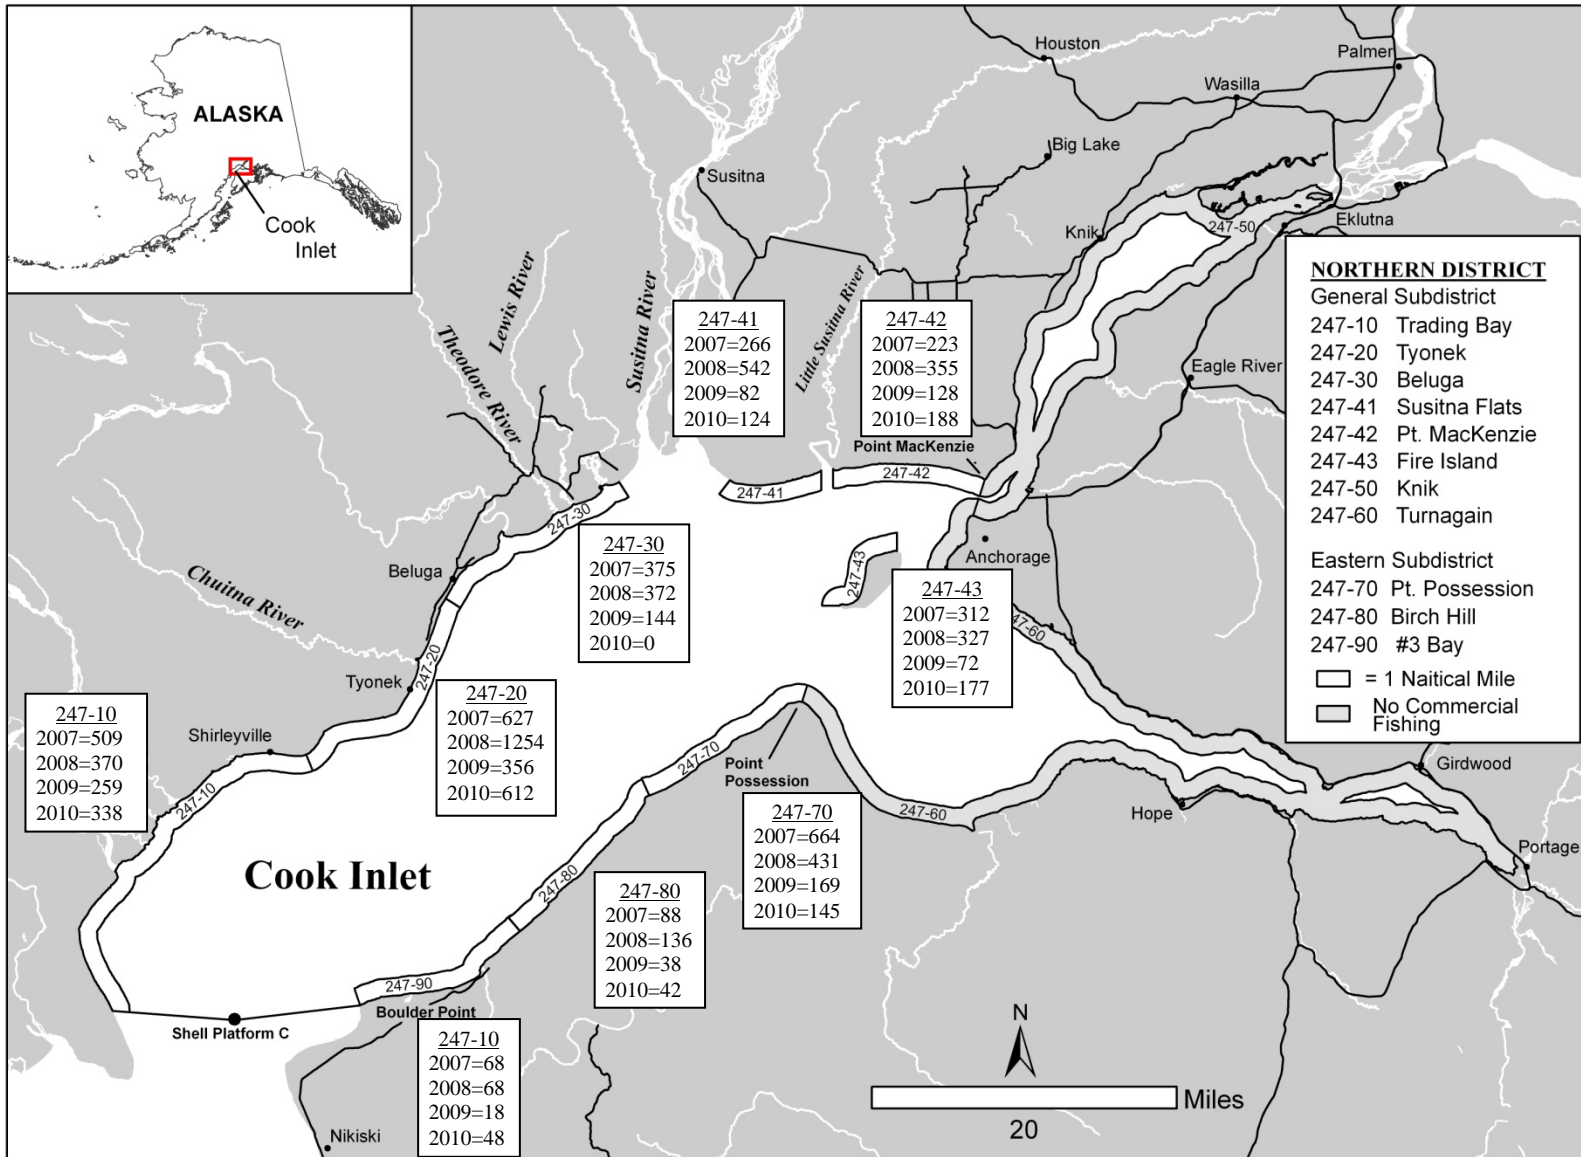 ALASKA
Cook
Inlet
Houston
Palmer
Wasilla
Big Lake
Susitna
Knik
247-50
Eklutna
Lewis River
Theodore River
Susitna River
Little Susitna River
Eagle River
247-41
2007=266
2008=542
2009=82
2010=124
247-42
2007=223
2008=355
2009=128
2010=188
Point MacKenzie
NORTHERN DISTRICT
General Subdistrict
247-10 Trading Bay
247-20 Tyonek
247-30 Beluga
247-41 Susitna Flats
247-42 Pt. MacKenzie
247-43 Fire Island
247-50 Knik
247-60 Turnagain
Eastern Subdistrict
247-70 Pt. Possession
247-80 Birch Hill
247-90 #3 Bay
= 1 Naitical Mile
No Commercial
Fishing
247-41
247-42
247-30
Anchorage
247-43
Beluga
Chuitna River
247-30
2007=375
2008=372
2009=144
2010=0
247-43
2007=312
2008=327
2009=72
2010=177
47-60
247-20
Tyonek
247-20
2007=627
2008=1254
2009=356
2010=612
247-10
2007=509
2008=370
2009=259
2010=338
Shirleyville
247-10
247-70
Point
Possession
247-60
Hope
Girdwood
Portage
247-70
2007=664
2008=431
2009=169
2010=145
Cook Inlet
247-80
247-80
2007=88
2008=136
2009=38
2010=42
247-90
Boulder Point
Shell Platform C
247-10
2007=68
2008=68
2009=18
2010=48
Nikiski
N
Miles
20